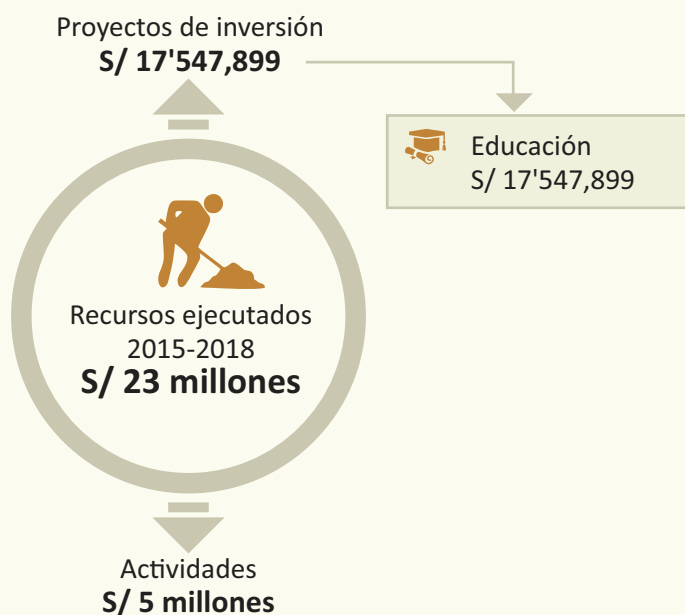 Proyectos de inversión
S/ 17'547,899
Educación
S/ 17'547,899
Recursos ejecutados
2015-2018
S/ 23 millones
Actividades
S/ 5 millones